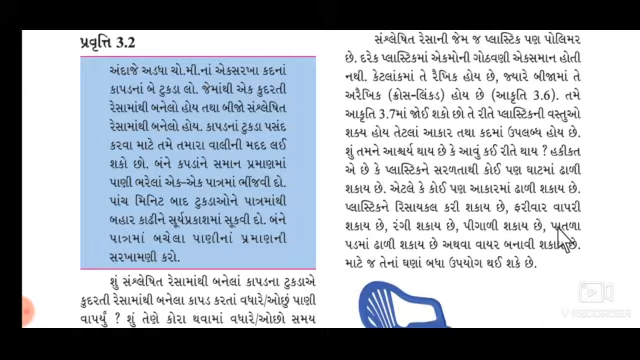 પ્રવૃત્તિ 3.2
અંદાજે અડધા ચો.મી.નાં એકસરખા કદનાં
કાપડનાં બે ટુકડા લો. જેમાંથી એક કુદરતી
રેસામાંથી બનેલો હોય તથા બીજો સંશ્લેષિત
રેસામાંથી બનેલો હોય. કાપડનાં ટુકડા પસંદ
કરવા માટે તમે તમારા વાલીની મદદ લઈ
શકો છો. બંને કપડાંને સમાન પ્રમાણમાં
પાણી ભરેલાં એક-એક પાત્રમાં ભીંજવી દો.
પાંચ મિનિટ બાદ ટુકડાઓને પાત્રમાંથી
બહાર કાઢીને સૂર્યપ્રકાશમાં સૂકવી દો. બંને
પાત્રમાં બચેલા પાણીનાં પ્રમાણની
સરખામણી કરો.
શું સંશ્લેષિત રેસામાંથી બનેલાં કાપડના ટુકડાએ
કુદરતી રેસામાંથી બનેલા કાપડ કરતાં વધારે/ઓછું પાણી
વાપર્યું ? શું તેણે કોરા થવામાં વધારે/ઓછો સમય
સંશ્લેષિત રેસાની જેમ જ પ્લાસ્ટિક પણ પોલિમર
છે. દરેક પ્લાસ્ટિકમાં એકમોની ગોઠવણી એકસમાન હોતી
નથી. કેટલાંકમાં તે રૈખિક હોય છે, જ્યારે બીજામાં તે
અરૈખિક (ક્રોસ-લિંક્ડ) હોય છે (આકૃતિ 3.6). તમે
આકૃતિ 3.7માં જોઈ શકો છો તે રીતે પ્લાસ્ટિકની વસ્તુઓ
શક્ય હોય તેટલાં આકાર તથા કદમાં ઉપલબ્ધ હોય છે.
શું તમને આશ્ચર્ય થાય છે કે આવું કઈ રીતે થાય ? હકીકત
એ છે કે પ્લાસ્ટિકને સરળતાથી કોઈ પણ ઘાટમાં ઢાળી
શકાય છે. એટલે કે કોઈ પણ આકારમાં ઢાળી શકાય છે.
પ્લાસ્ટિકને રિસાયકલ કરી શકાય છે, ફરીવાર વાપરી
શકાય છે, રંગી શકાય છે, પીગાળી શકાય છે, પાતળા
પડમાં ઢાળી શકાય છે અથવા વાયર બનાવી શકાય છે.
માટે જ તેનાં ઘણાં બધા ઉપયોગ થઈ શકે છે.
V RECORDER